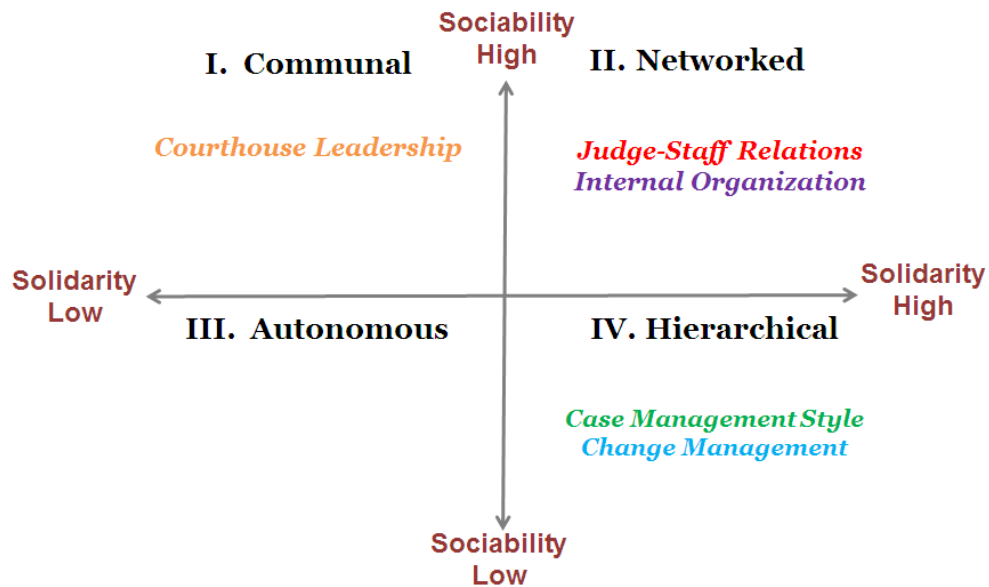 Sociability
High
I. Communal
II. Networked
Courthouse Leadership
Judge-Staff Relations
Internal Organization
Solidarity
Low
Solidarity
High
III. Autonomous
IV. Hierarchical
Case Management Style
Change Management
Sociability
Low